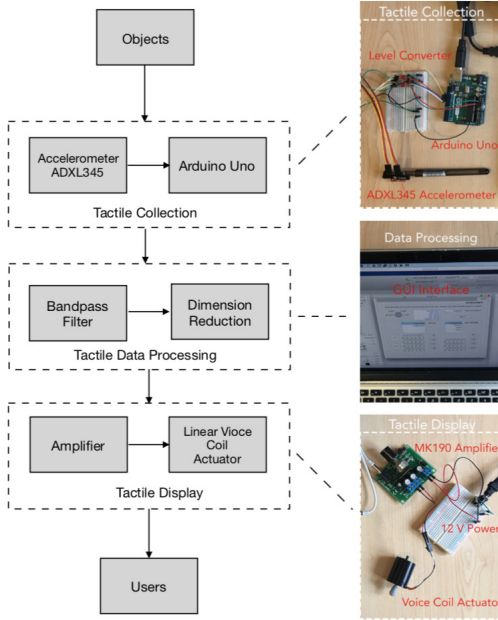 Objects
Accelerometer
ADXL345
Arduino Uno
Tactile Collection
Bandpass
Filter
Dimension
Reduction
Tactile Data Processing
Amplifier
Linear Vioce
Coil
Actuator
Tactile Display
Users
Tactile Collection
Level Converter
Arduino Uno
ADXL345 Accelerometer
Data Processing
GUI Interface
Tactile Display
MK190 Amplifie
12 V Power
Voice Coil Actuato